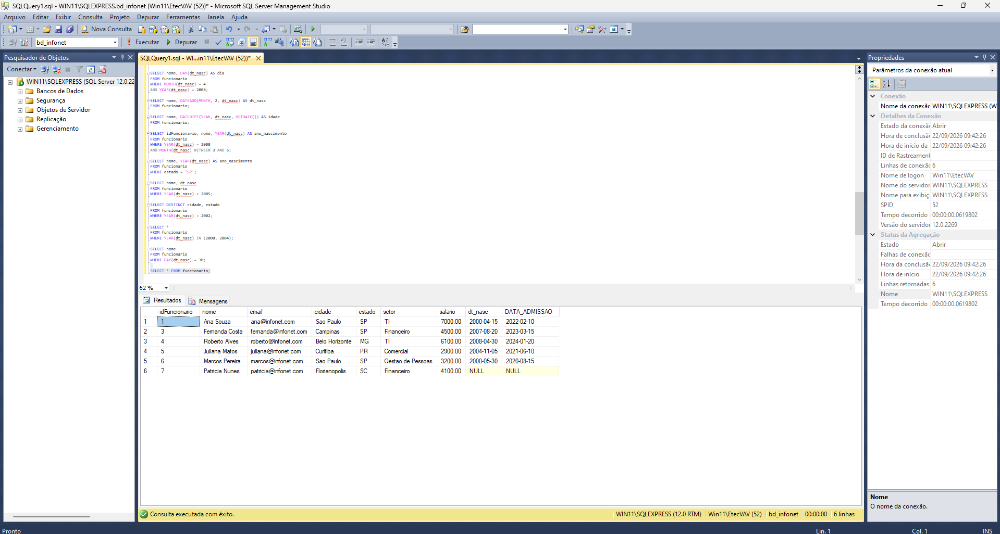 SQLQuery1.sql - WIN11\SQLEXPRESS.bd_infonet (Win11\EtecVAV (52))* - Microsoft SQL Server Management Studio
Arquivo Editar Exibir Consulta Projeto Depurar Ferramentas Janela Ajuda
Nova Consulta
bd_infonet Executar Depurar
Pesquisador de Objetos
Conectar
WIN11\SQLEXPRESS (SQL Server 12.0.22
Bancos de Dados
Segurança
Objetos de Servidor
Replicação
Gerenciamento
SQLQuery1.sql - WI...in11\EtecVAV (52))*
SELECT nome, DAY(dt_nasc) AS dia
FROM funcionario
WHERE MONTH(dt_nasc) = 4
AND YEAR(dt_nasc) = 2008;
SELECT nome, DATEADD(MONTH, 2, dt_nasc) AS dt_nasc
FROM funcionario;
SELECT nome, DATEDIFF(YEAR, dt_nasc, GETDATE()) AS idade
FROM funcionario;
SELECT idFuncionario, nome, YEAR(dt_nasc) AS ano_nascimento
FROM funcionario
WHERE YEAR(dt_nasc) = 2000
AND MONTH(dt_nasc) BETWEEN 3 AND 5;
SELECT nome, YEAR(dt_nasc) AS ano_nascimento
FROM funcionario
WHERE estado = 'SP';
SELECT nome, dt_nasc
FROM funcionario
WHERE YEAR(dt_nasc) < 2005;
SELECT DISTINCT cidade, estado
FROM funcionario
WHERE YEAR(dt_nasc) > 2002;
SELECT *
FROM funcionario
WHERE YEAR(dt_nasc) IN (2000, 2004);
SELECT nome
FROM funcionario
WHERE DAY(dt_nasc) = 30;
SELECT * FROM funcionario;
62 %
Resultados Mensagens
idFuncionario nome email cidade estado setor salario dt_nasc DATA_ADMISSAO
1 1 Ana Souza ana@infonet.com Sao Paulo SP TI 7000.00 2000-04-15 2022-02-10
2 3 Fernanda Costa fernanda@infonet.com Campinas SP Financeiro 4500.00 2007-08-20 2023-03-15
3 4 Roberto Alves roberto@infonet.com Belo Horizonte MG TI 6100.00 2008-04-30 2024-01-20
4 5 Juliana Matos juliana@infonet.com Curitiba PR Comercial 2900.00 2004-11-05 2021-06-10
5 6 Marcos Pereira marcos@infonet.com Sao Paulo SP Gestao de Pessoas 3200.00 2000-05-30 2020-08-15
6 7 Patricia Nunes patricia@infonet.com Florianopolis SC Financeiro 4100.00 NULL NULL
Consulta executada com êxito.
WIN11\SQLEXPRESS (12.0 RTM) Win11\EtecVAV (52) bd_infonet 00:00:00 6 linhas
Propriedades
Parâmetros da conexão atual
Conexão
Nome da conexão WIN11\SQLEXPRESS (W
Detalhes da Conexão
Estado da conexã Abrir
Hora de conclusã 22/09/2026 09:42:26
Hora de início da 22/09/2026 09:42:26
ID de Rastreament
Linhas de conexão 6
Nome de logon Win11\EtecVAV
Nome do servidor WIN11\SQLEXPRESS
Nome para exibiç WIN11\SQLEXPRESS
SPID 52
Tempo decorrido 00:00:00.0619802
Versão do servidor 12.0.2269
Status da Agregação
Estado Abrir
Falhas de conexão
Hora da conclusã 22/09/2026 09:42:26
Hora de início 22/09/2026 09:42:26
Linhas retornadas 6
Nome WIN11\SQLEXPRESS
Tempo decorrido 00:00:00.0619802
Nome
O nome da conexão.
Pronto
Lin. 1 Col. 1 INS